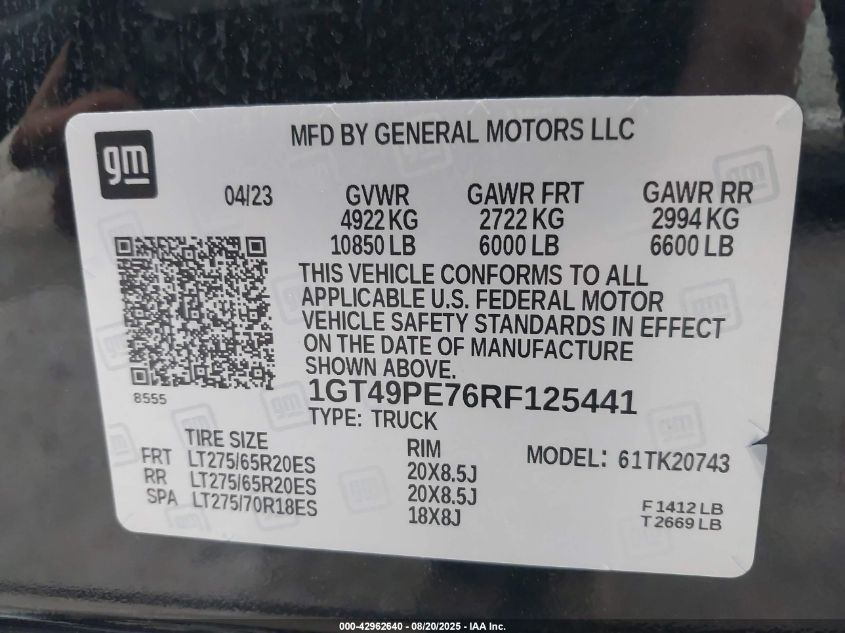 gm
MFD BY GENERAL MOTORS LLC
04/23 GVWR GAWR FRT GAWR RR
4922 KG 2722 KG 2994 KG
10850 LB 6000 LB 6600 LB
THIS VEHICLE CONFORMS TO ALL
APPLICABLE U.S. FEDERAL MOTOR
VEHICLE SAFETY STANDARDS IN EFFECT
ON THE DATE OF MANUFACTURE
SHOWN ABOVE.
8555
1GT49PE76RF125441
TYPE: TRUCK
TIRE SIZE RIM MODEL: 61TK20743
FRT LT275/65R20ES 20X8.5J
RR LT275/65R20ES 20X8.5J
SPA LT275/70R18ES 18X8J
F 1412 LB
T 2669 LB
000-42962640 - 08/20/2025 - IAA Inc.